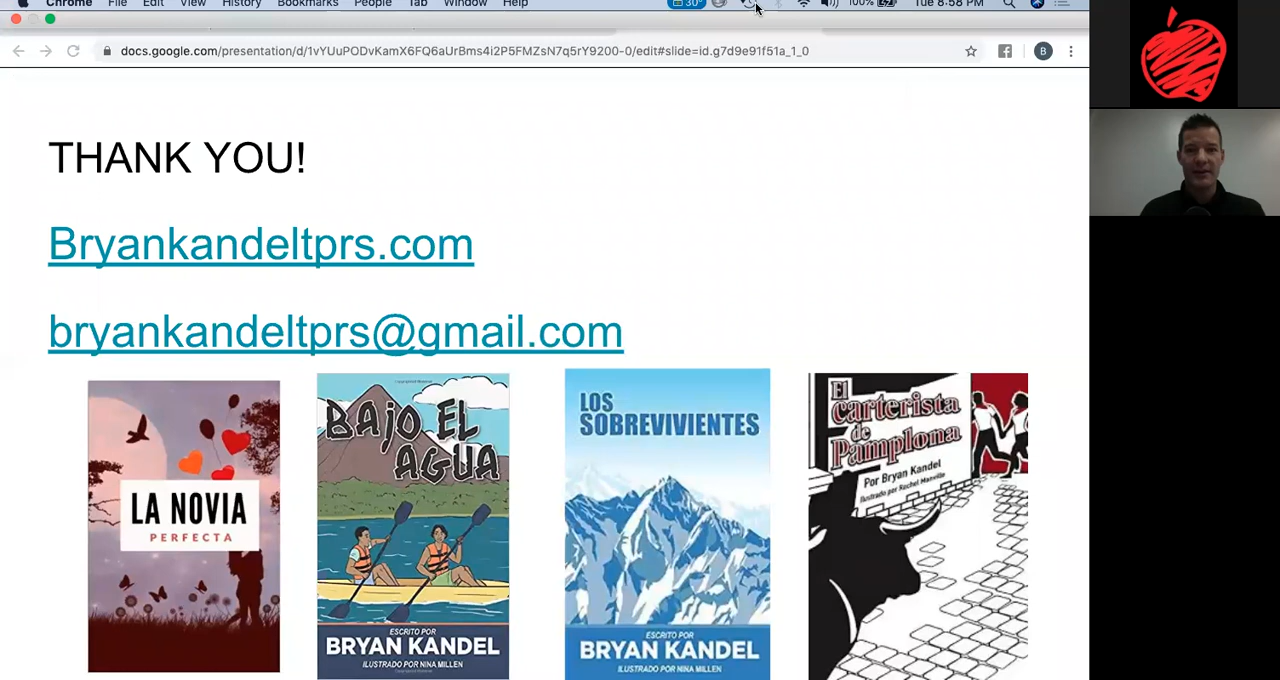 Chrome File Edit View History Bookmarks People Tab Window Help 30° 100% Tue 8:58 PM
docs.google.com/presentation/d/1vYUuPODvKamX6FQ6aUrBms4i2P5FMZsN7q5rY9200-0/edit#slide=id.g7d9e91f51a_1_0
B
THANK YOU!
Bryankandeltprs.com
bryankandeltprs@gmail.com
LA NOVIA
PERFECTA
BAJO EL
AGUA
ESCRITO POR
BRYAN KANDEL
ILUSTRADO POR NINA MILLEN
LOS
SOBREVIVIENTES
ESCRITO POR
BRYAN KANDEL
ILUSTRADO POR NINA MILLEN
El
carterista
de
Pamplona
Por Bryan Kandel
Ilustrado por Rachel Manville